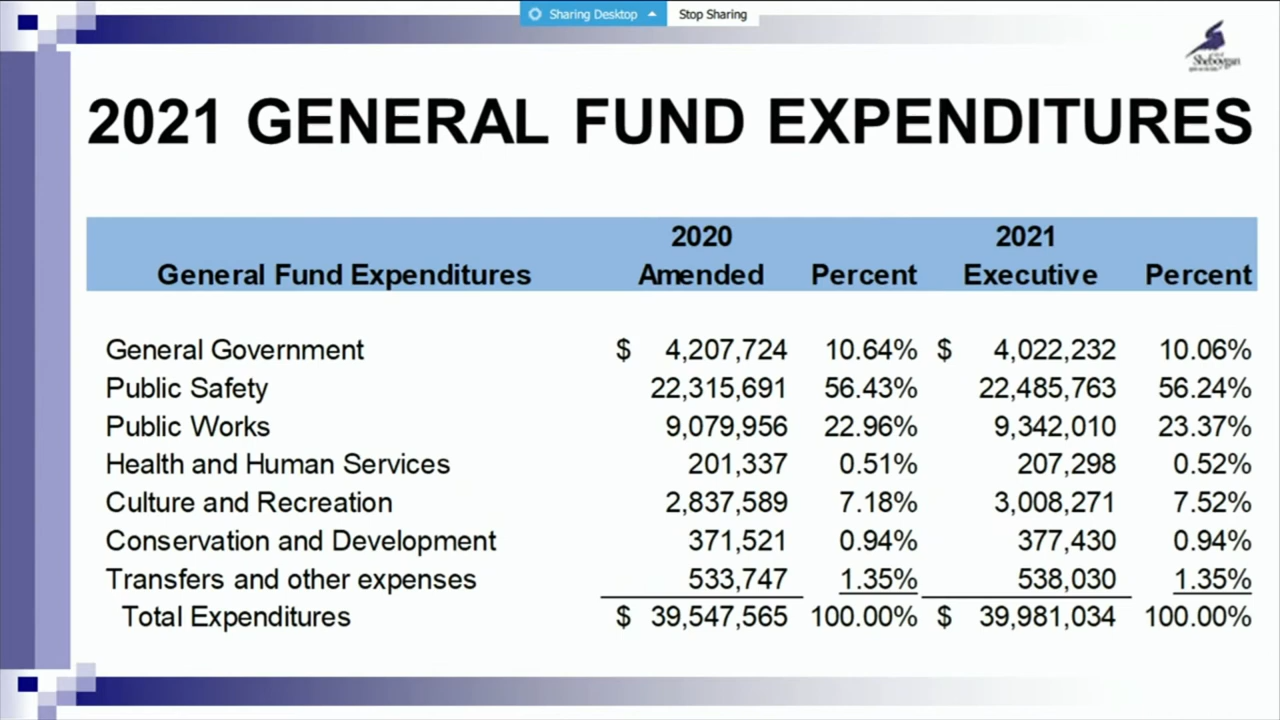 Sharing Desktop Stop Sharing
Sheboygan
2021 GENERAL FUND EXPENDITURES
2020 2021
General Fund Expenditures Amended Percent Executive Percent
General Government $ 4,207,724 10.64% $ 4,022,232 10.06%
Public Safety 22,315,691 56.43% 22,485,763 56.24%
Public Works 9,079,956 22.96% 9,342,010 23.37%
Health and Human Services 201,337 0.51% 207,298 0.52%
Culture and Recreation 2,837,589 7.18% 3,008,271 7.52%
Conservation and Development 371,521 0.94% 377,430 0.94%
Transfers and other expenses 533,747 1.35% 538,030 1.35%
Total Expenditures $ 39,547,565 100.00% $ 39,981,034 100.00%